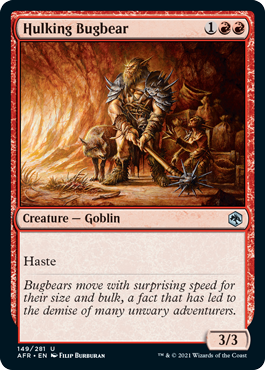 Hulking Bugbear 1
Creature — Goblin
Haste
Bugbears move with surprising speed for
their size and bulk, a fact that has led to
the demise of many unwary adventurers.
3/3
149/281 U
AFR • EN Filip Burburan
™ & © 2021 Wizards of the Coast